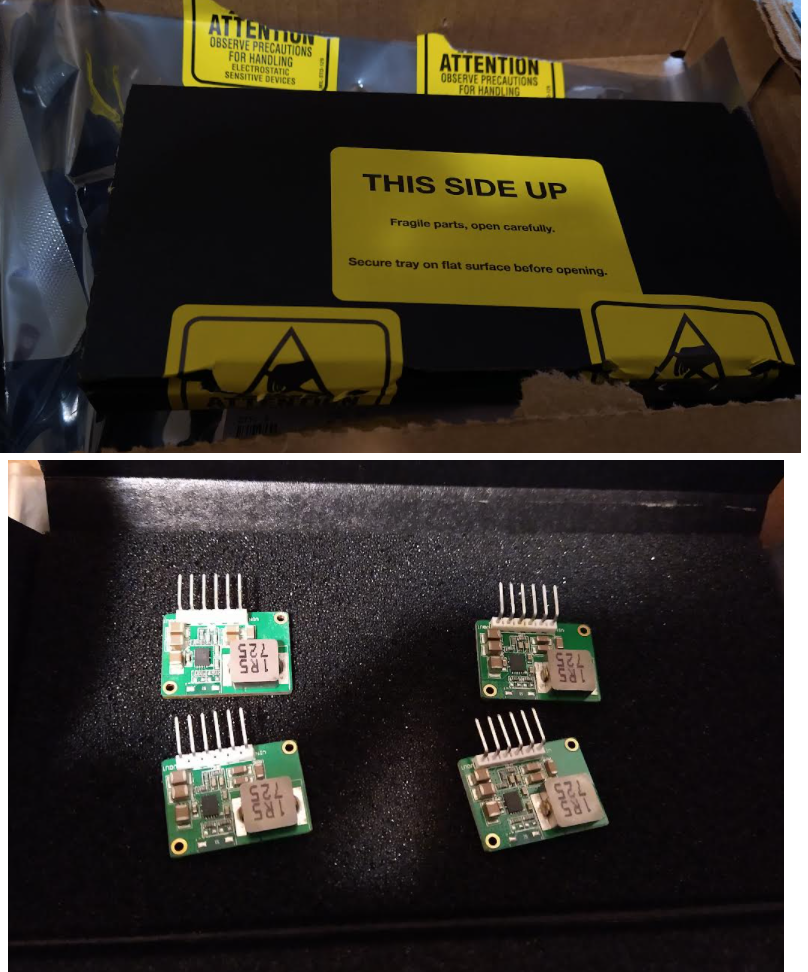 ATTENTION
OBSERVE PRECAUTIONS
FOR HANDLING
ELECTROSTATIC
SENSITIVE DEVICES
ATTENTION
OBSERVE PRECAUTIONS
FOR HANDLING
THIS SIDE UP
Fragile parts, open carefully.
Secure tray on flat surface before opening.
ATTENTION
1R5
725
1R5
725
1R5
725
1R5
725